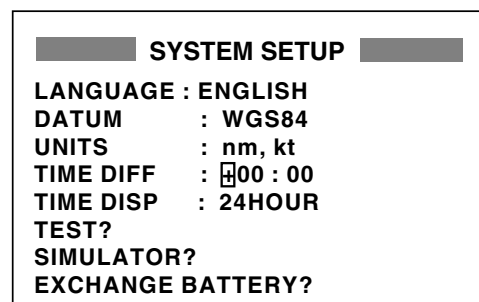 SYSTEM SETUP
LANGUAGE : ENGLISH
DATUM : WGS84
UNITS : nm, kt
TIME DIFF : +00 : 00
TIME DISP : 24HOUR
TEST?
SIMULATOR?
EXCHANGE BATTERY?